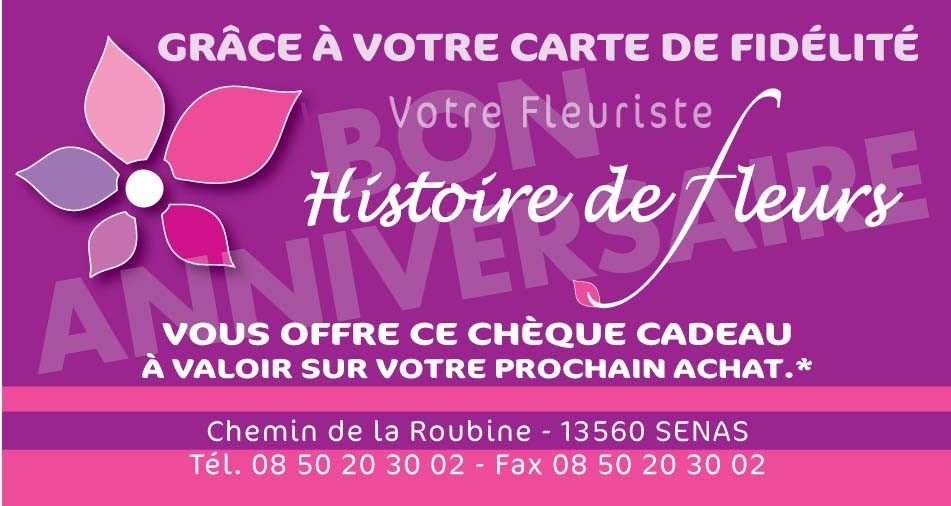 GRÂCE À VOTRE CARTE DE FIDÉLITÉ
Votre Fleuriste
Histoire de fleurs
BON
ANNIVERSAIRE
VOUS OFFRE CE CHÈQUE CADEAU
À VALOIR SUR VOTRE PROCHAIN ACHAT.*
Chemin de la Roubine - 13560 SENAS
Tél. 08 50 20 30 02 - Fax 08 50 20 30 02